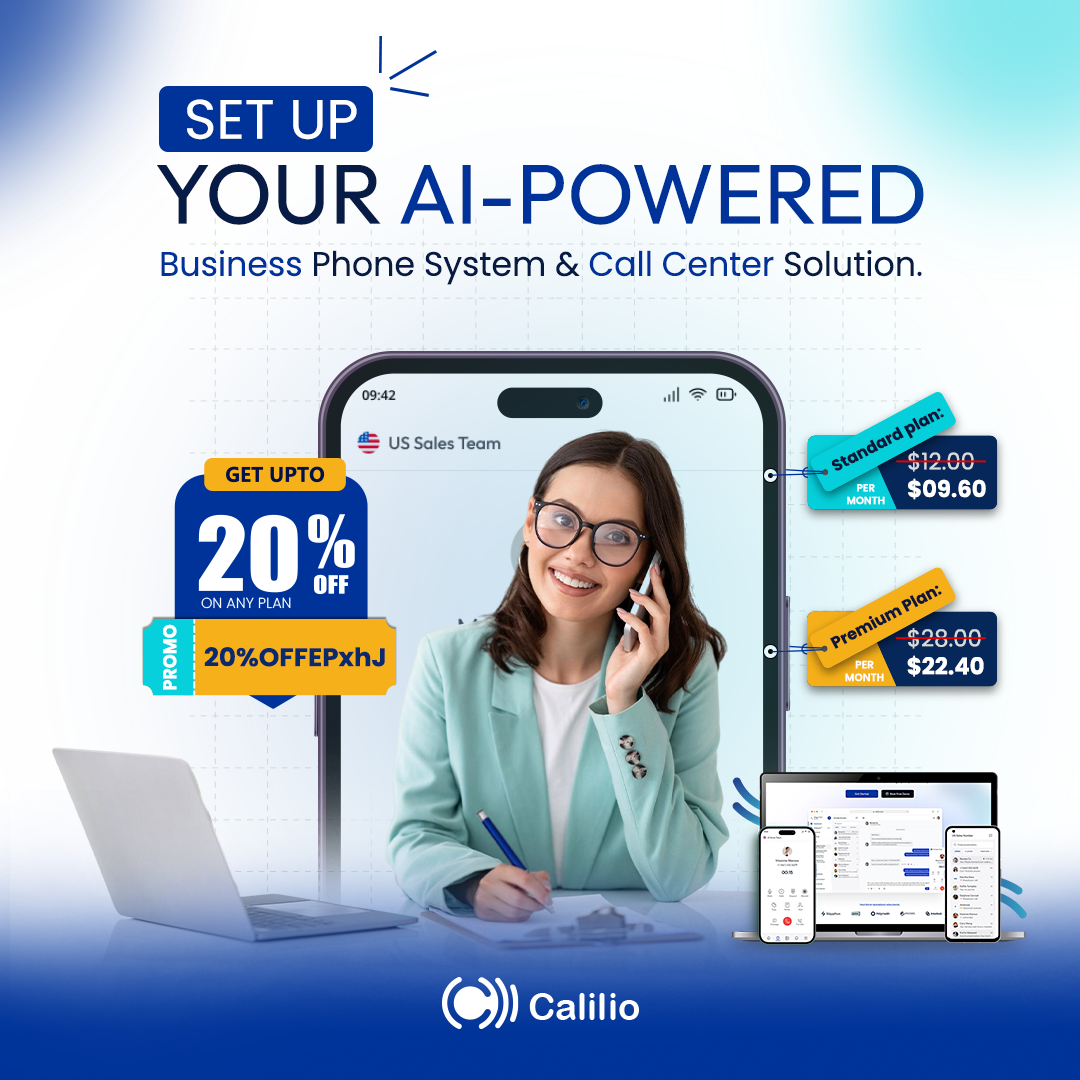 SET UP
YOUR AI-POWERED
Business Phone System & Call Center Solution.
09:42
US Sales Team
GET UPTO
20% OFF
ON ANY PLAN
PROMO
20%OFFEPxhJ
Standard plan:
$12.00
PER MONTH
$09.60
Premium Plan:
$28.00
PER MONTH
$22.40
00:15
Calilio